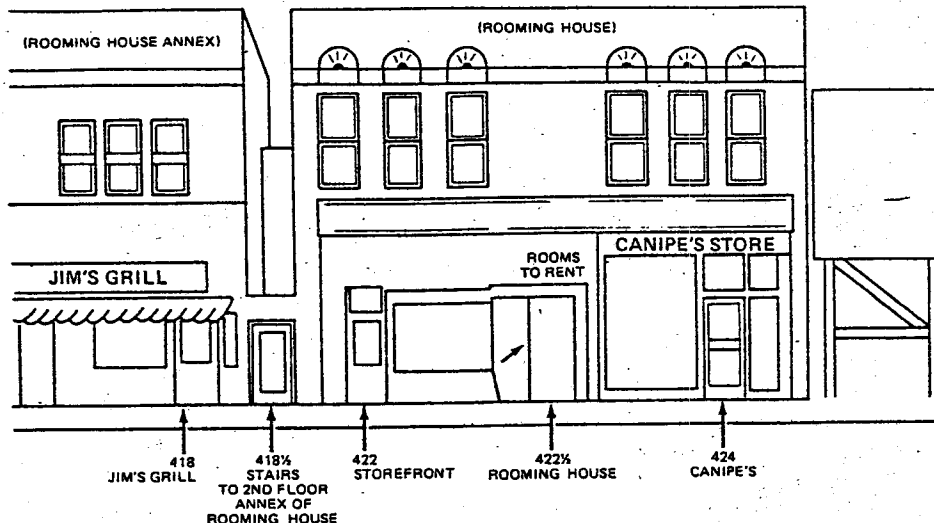 (ROOMING HOUSE ANNEX)
(ROOMING HOUSE)
JIM'S GRILL
ROOMS
TO RENT
CANIPE'S STORE
418
JIM'S GRILL
418½
STAIRS
TO 2ND FLOOR
ANNEX OF
ROOMING HOUSE
422
STOREFRONT
422½
ROOMING HOUSE
424
CANIPE'S